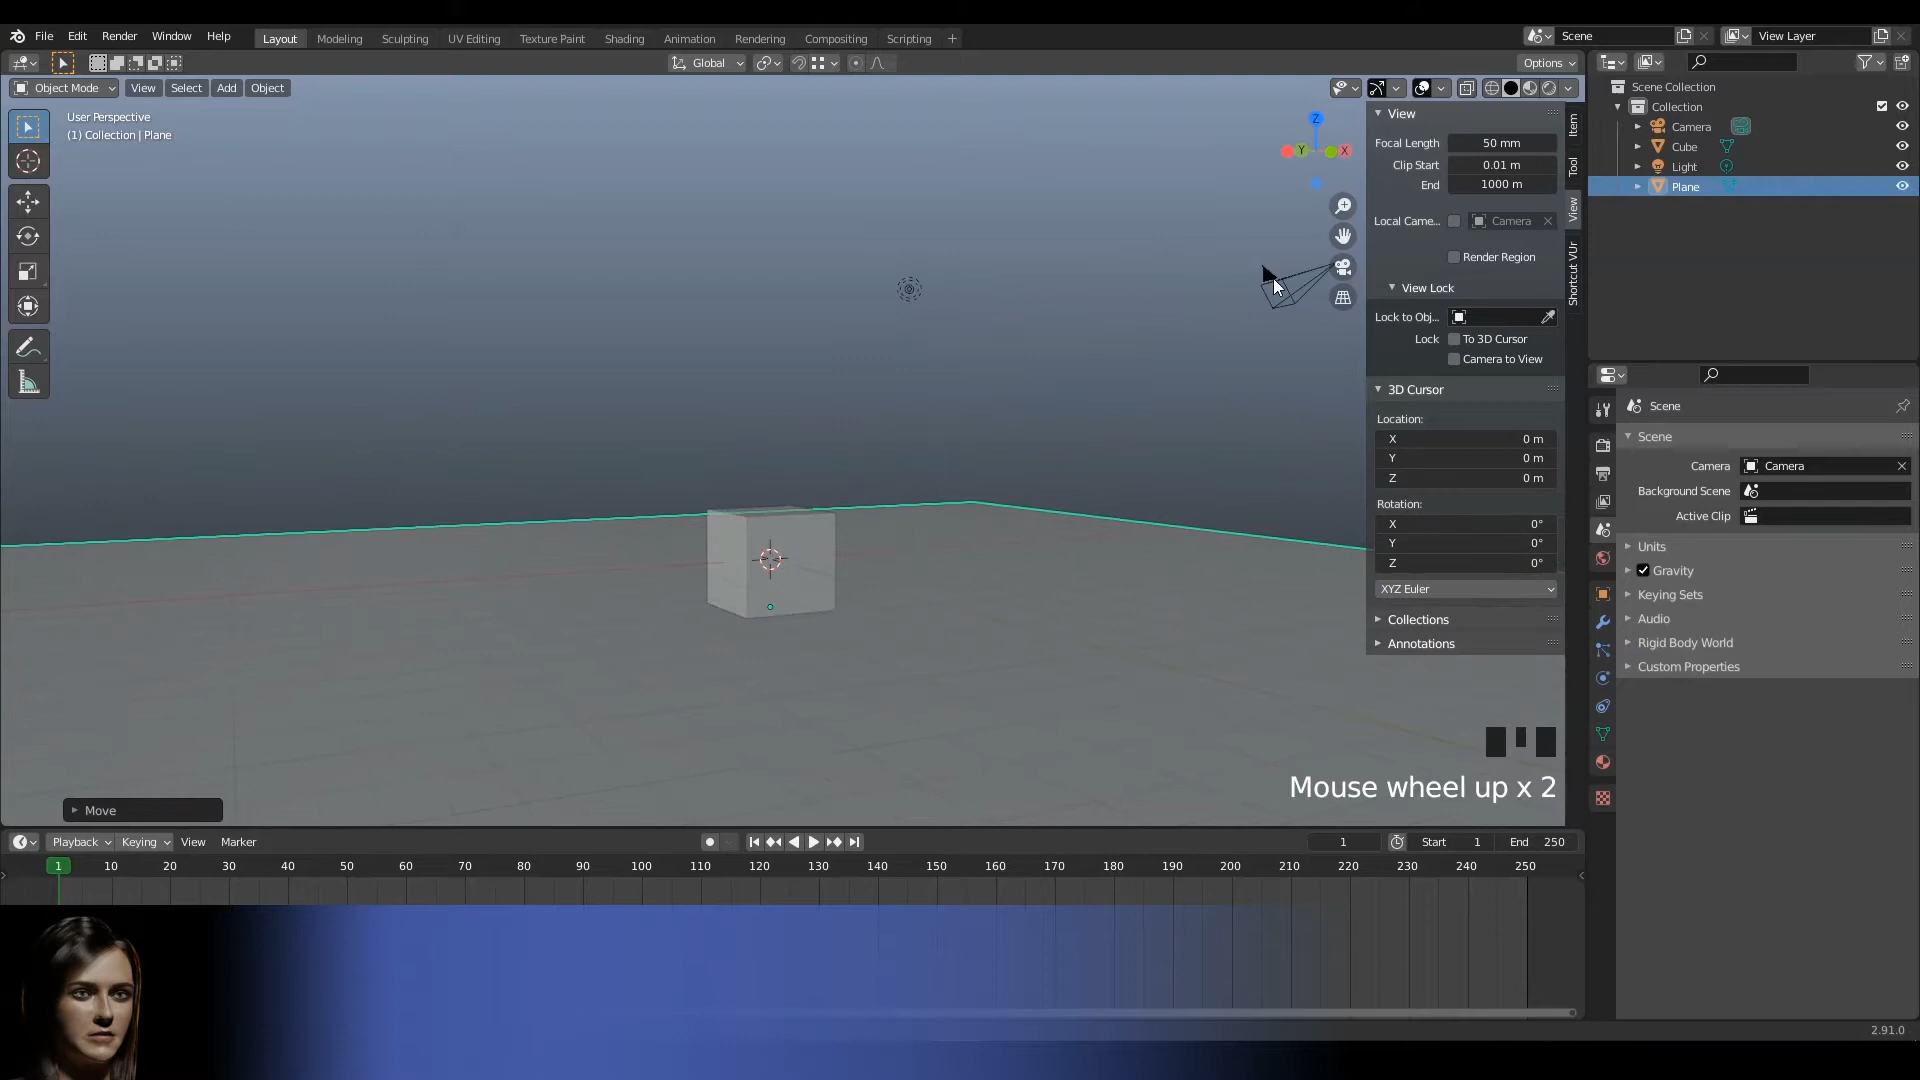 File Edit Render Window Help
Layout Modeling Sculpting UV Editing Texture Paint Shading Animation Rendering Compositing Scripting +
Scene
View Layer
Global
Options
Object Mode View Select Add Object
User Perspective
(1) Collection | Plane
Z
Y
X
View
Focal Length 50 mm
Clip Start 0.01 m
End 1000 m
Local Came... Camera
Render Region
View Lock
Lock to Obj...
Lock To 3D Cursor
Camera to View
3D Cursor
Location:
X 0 m
Y 0 m
Z 0 m
Rotation:
X 0°
Y 0°
Z 0°
XYZ Euler
Collections
Annotations
Item
Tool
View
Shortcut VUr
Scene Collection
Collection
Camera
Cube
Light
Plane
Scene
Scene
Camera Camera
Background Scene
Active Clip
Units
Gravity
Keying Sets
Audio
Rigid Body World
Custom Properties
Mouse wheel up x 2
Move
Playback Keying View Marker
1 Start 1 End 250
1 10 20 30 40 50 60 70 80 90 100 110 120 130 140 150 160 170 180 190 200 210 220 230 240 250
2.91.0